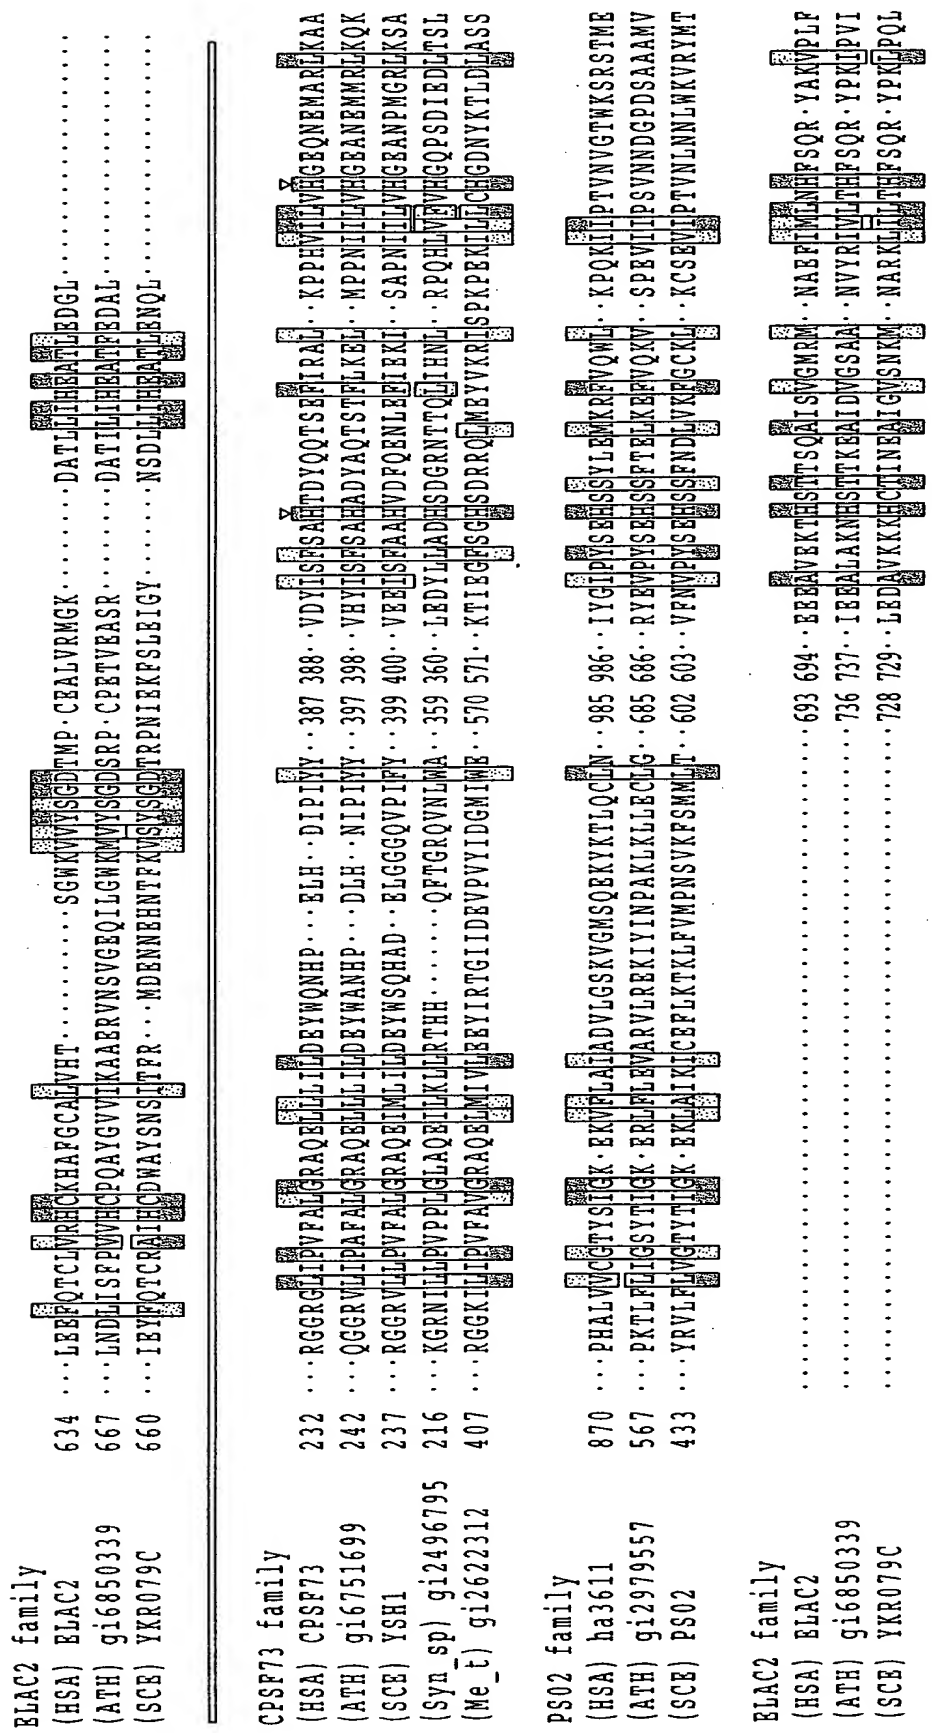 ELAC2 family
(HSA) ELAC2 634 ...LEEFQTCLVRHCKHAFGCALVHT.........SGWKVVYSGDTMP.CEALVRMGK........DATLLIHEATLEDGL....................
(ATH) gi6850339 667 ...LNDLISFPVVHCPQAYGVVIKAAERVNSVGEQILGWKMVYSGDSRP.CPETVEASR........DATILIHEATFEDAL....................
(SCE) YKR079C 660 ...IEYFQTCRAIHCDWAYSNSITFR...MDENNEHNTFKVSYSGDTRPNIEKFSLEIGY........NSDLLIHEATLENQL....................
CPSF73 family
(HSA) CPSF73 232 ...RGGRGLIPVFALGRAQELLLILDEYWQNHP...ELH..DIPIYY..387 388..VDYISFSAHTDYQQTSEFIRAL..KPPHVILVHGEQNEMARLKAA
(ATH) gi6751699 242 ...QGGRVLIPAFALGRAQELLLILDEYWANHP...DLH..NIPIYY..397 398..VHYISFSAHADYAQTSTFLKEL..MPPNIILVHGEANEMMRLKQK
(SCE) YSH1 237 ...RGGRVLLPVFALGRAQEIMLILDEYWSQHAD..ELGGGQVPIFY..399 400..VEEISFAAHVDFQENLEFIEKI..SAPNIILVHGEANPMGRLKSA
(Syn_sp) gi2496795 216 ...KGRNILLPVPPLGLAQEILKLLRTHH......QFTGRQVNLWA..359 360..LEDYLLADHSDGRNTTQLIHNL..RPQHLVFVHGQPSDIEDLTSL
(Me_t) gi2622312 407 ...RGGKILIPVFAVGRAQELMIVLEEYIRTGIIDEVPVYIDGMIWE..570 571..KTIEGFSGHSDRRQLMEYVKRLSPKPEKILLCHGDNYKTLDLASS
PSO2 family
(HSA) ha3611 870 ...PHALVVCGTYSIGK.EKVFLAIADVLGSKVGMSQEKYKTLQCLN..985 986..IYGIPYSEHSSYLEMKRFVQWL..KPQKIIPTVNVGTWKSRSTME
(ATH) gi2979557 567 ...PKTLFLIGSYTIGK.ERLFLEVARVLREKIYINPAKLKLLECLG..685 686..RYEVPYSEHSSFTELKEFVQKV..SPEVIIPSVNNDGPDSAAAMV
(SCE) PSO2 433 ...YRVLFLVGTYTIGK.EKLAIKICEFLKTKLFVMPNSVKFSMMLT..602 603..VFNVPYSEHSSFNDLVKFGCKL..KCSEVIPTVNLNNLWKVRYMT
ELAC2 family
(HSA) ELAC2 ............................................693 694..EEEAVEKTHSTTSQAISVGMRM..NAEFIMLNHFSQR.YAKVPLF
(ATH) gi6850339 ............................................736 737..IEEALAKNHSTTKEAIDVGSAA..NVYRIVLTHFSQR.YPKIPVI
(SCE) YKR079C ............................................728 729..LEDAVKKKHCTINEAIGVSNKM..NARKLILTHFSQR.YPKLPQL